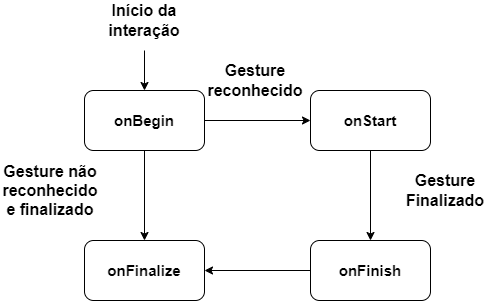 Início da
interação
Gesture
reconhecido
onBegin
onStart
Gesture não
reconhecido
e finalizado
Gesture
Finalizado
onFinalize
onFinish